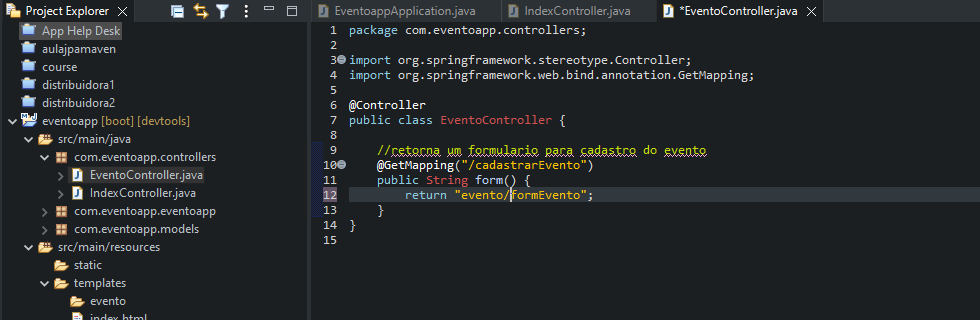 Project Explorer
App Help Desk
aulajpamaven
course
distribuidora1
distribuidora2
eventoapp [boot] [devtools]
src/main/java
com.eventoapp.controllers
EventoController.java
IndexController.java
com.eventoapp.eventoapp
com.eventoapp.models
src/main/resources
static
templates
evento
index.html
EventoappApplication.java IndexController.java *EventoController.java
1 package com.eventoapp.controllers;
2
3 import org.springframework.stereotype.Controller;
4 import org.springframework.web.bind.annotation.GetMapping;
5
6 @Controller
7 public class EventoController {
8
9 //retorna um formulario para cadastro do evento
10 @GetMapping("/cadastrarEvento")
11 public String form() {
12 return "evento/formEvento";
13 }
14 }
15